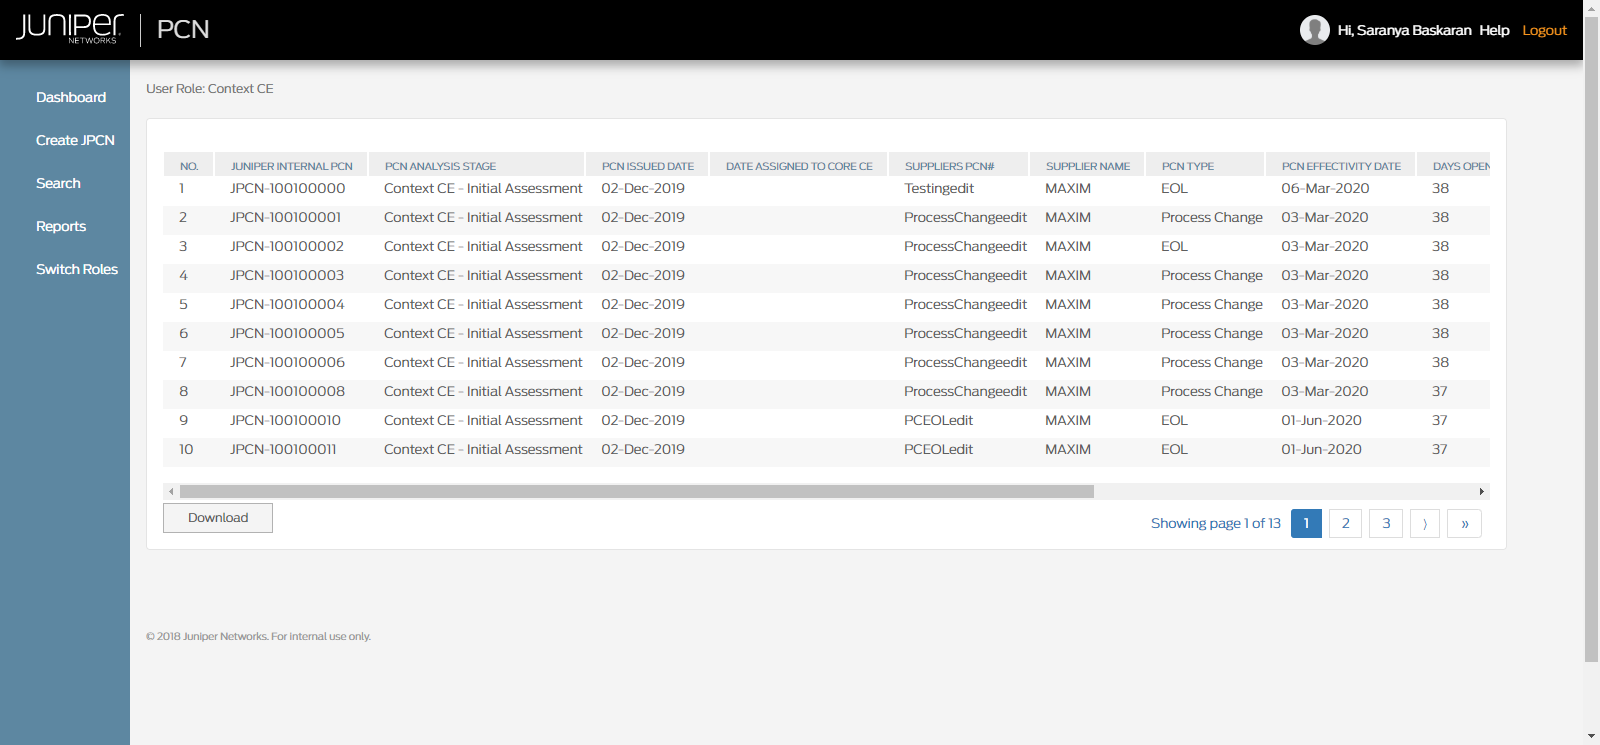 JUNIPEr NETWORKS PCN Hi, Saranya Baskaran Help Logout
Dashboard
Create JPCN
Search
Reports
Switch Roles
User Role: Context CE
NO. JUNIPER INTERNAL PCN PCN ANALYSIS STAGE PCN ISSUED DATE DATE ASSIGNED TO CORE CE SUPPLIERS PCN# SUPPLIER NAME PCN TYPE PCN EFFECTIVITY DATE DAYS OPEN
1 JPCN-100100000 Context CE - Initial Assessment 02-Dec-2019 Testingedit MAXIM EOL 06-Mar-2020 38
2 JPCN-100100001 Context CE - Initial Assessment 02-Dec-2019 ProcessChangeedit MAXIM Process Change 03-Mar-2020 38
3 JPCN-100100002 Context CE - Initial Assessment 02-Dec-2019 ProcessChangeedit MAXIM EOL 03-Mar-2020 38
4 JPCN-100100003 Context CE - Initial Assessment 02-Dec-2019 ProcessChangeedit MAXIM Process Change 03-Mar-2020 38
5 JPCN-100100004 Context CE - Initial Assessment 02-Dec-2019 ProcessChangeedit MAXIM Process Change 03-Mar-2020 38
6 JPCN-100100005 Context CE - Initial Assessment 02-Dec-2019 ProcessChangeedit MAXIM Process Change 03-Mar-2020 38
7 JPCN-100100006 Context CE - Initial Assessment 02-Dec-2019 ProcessChangeedit MAXIM Process Change 03-Mar-2020 38
8 JPCN-100100008 Context CE - Initial Assessment 02-Dec-2019 ProcessChangeedit MAXIM Process Change 03-Mar-2020 37
9 JPCN-100100010 Context CE - Initial Assessment 02-Dec-2019 PCEOLedit MAXIM EOL 01-Jun-2020 37
10 JPCN-100100011 Context CE - Initial Assessment 02-Dec-2019 PCEOLedit MAXIM EOL 01-Jun-2020 37
Download
Showing page 1 of 13 1 2 3 ⟩ »
© 2018 Juniper Networks. For internal use only.